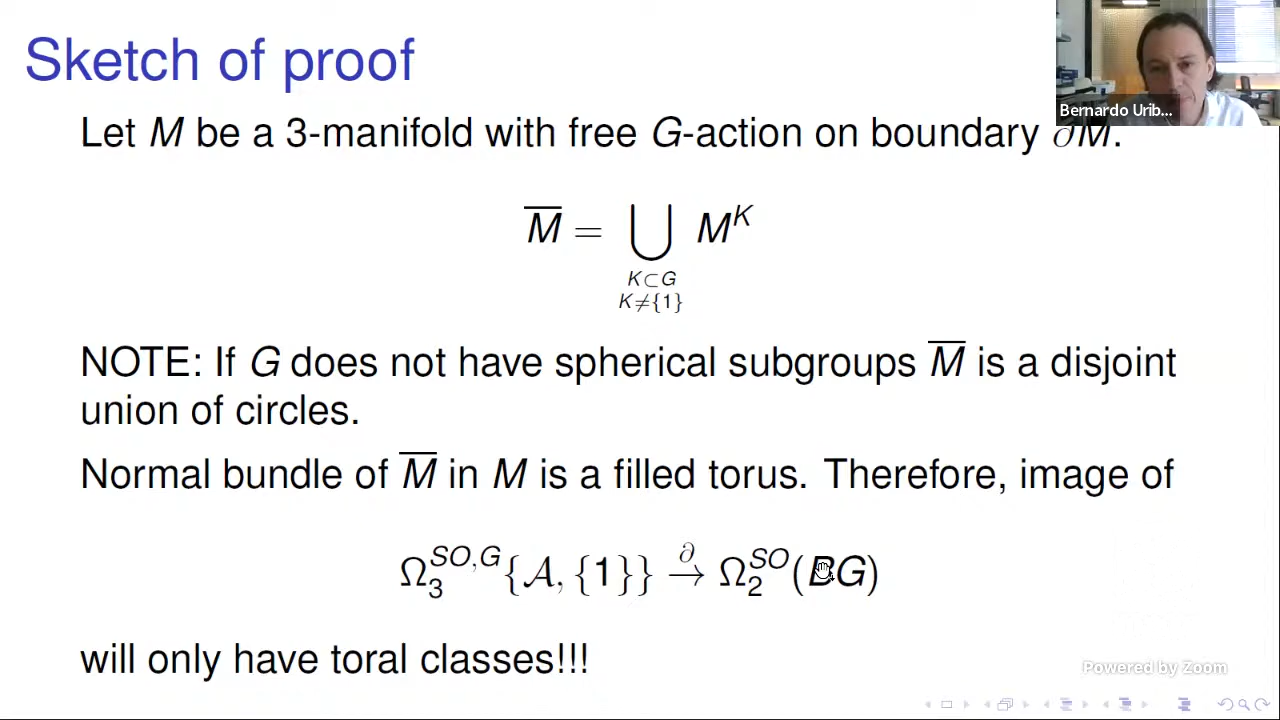 Sketch of proof
Bernardo Urib...
Let M be a 3-manifold with free G-action on boundary ∂M.
M̅ = ⋃ M^K
K⊂G
K≠{1}
NOTE: If G does not have spherical subgroups M̅ is a disjoint
union of circles.
Normal bundle of M̅ in M is a filled torus. Therefore, image of
Ω_3^{SO,G}{𝒜, {1}} →^∂ Ω_2^{SO}(BG)
will only have toral classes!!!
Powered by Zoom